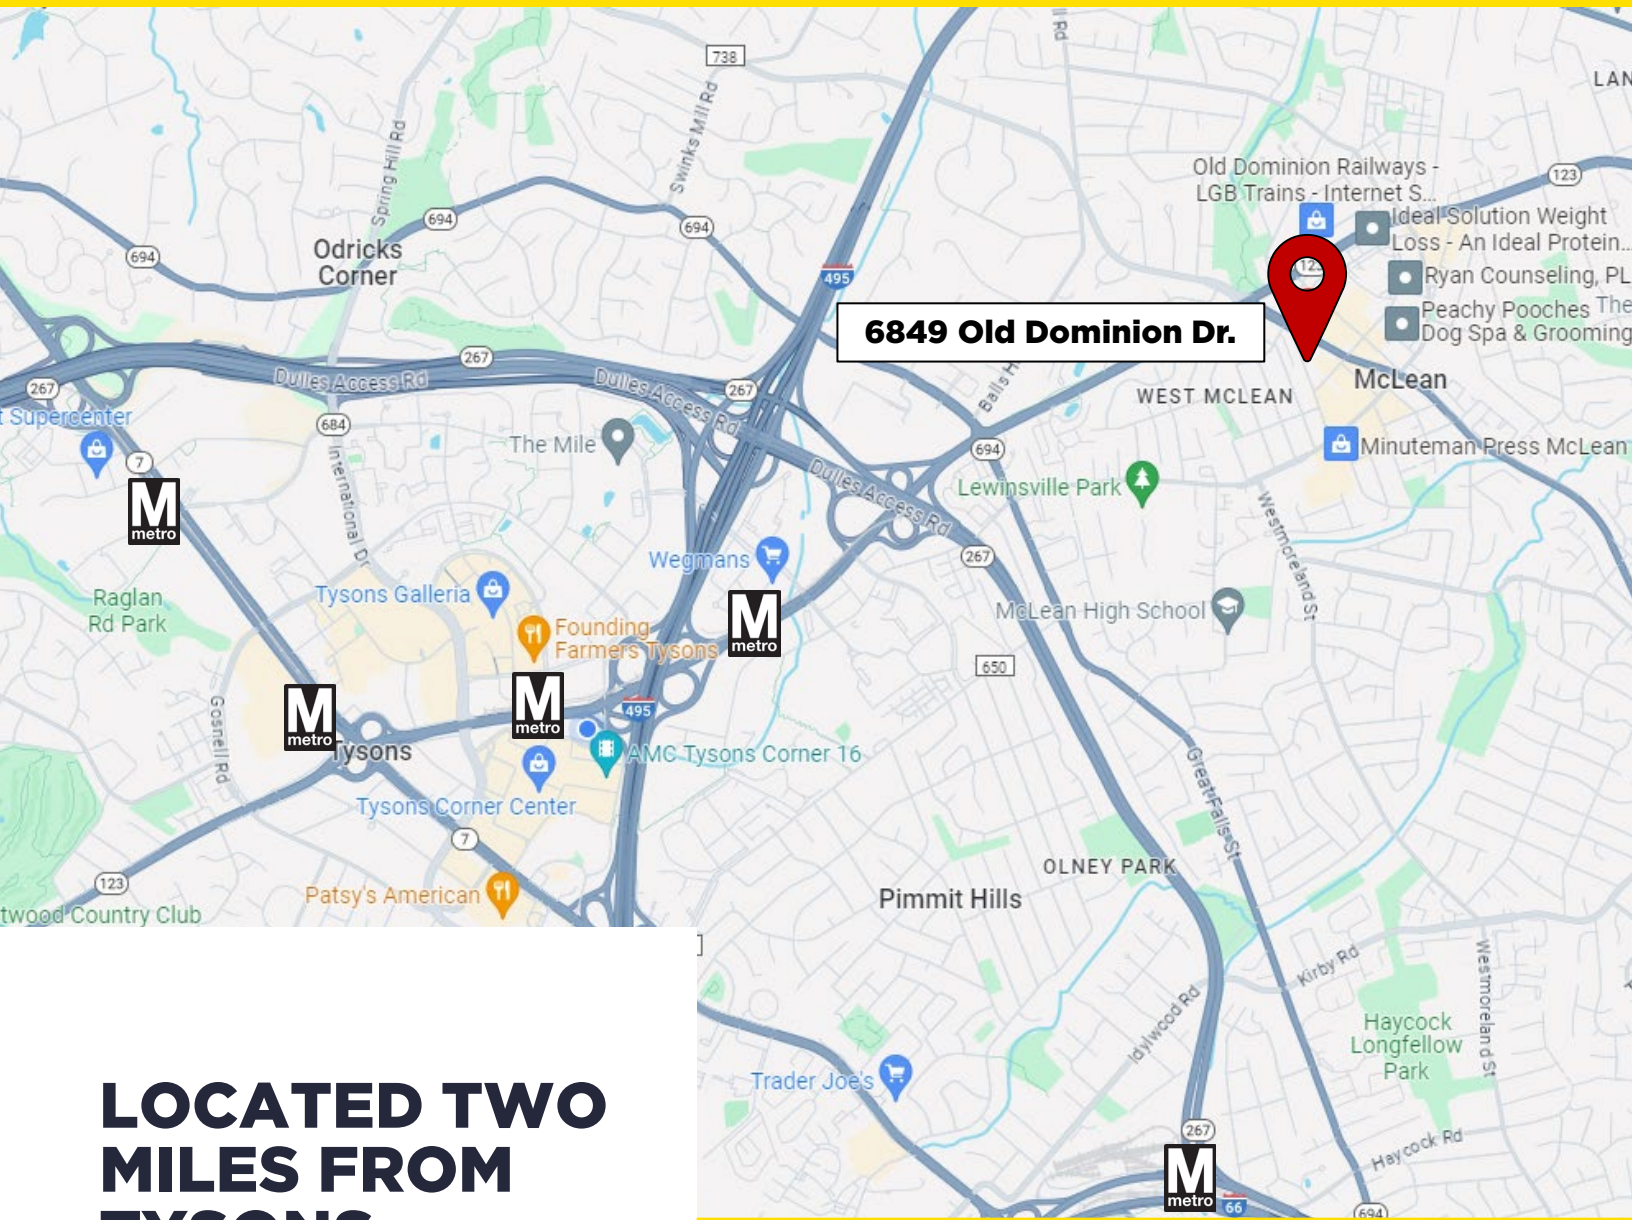 738
ll Rd
LAN
Swinks Mill Rd
Spring Hill Rd
Old Dominion Railways -
LGB Trains - Internet S...
123
Ideal Solution Weight
Loss - An Ideal Protein...
694
694
694
Odricks
Corner
495
123
Ryan Counseling, PL
Peachy Pooches
Dog Spa & Grooming
The
6849 Old Dominion Dr.
267
Dulles Access Rd
Dulles Access Rd
267
267
Balls H
WEST MCLEAN
McLean
t Supercenter
684
The Mile
694
Minuteman Press McLean
7
International Dr
Dulles Access Rd
Lewinsville Park
M
metro
Westmoreland St
267
Wegmans
Raglan
Rd Park
Tysons Galleria
McLean High School
M
metro
Founding
Farmers Tysons
650
M
metro
M
metro
495
Gosnell Rd
Tysons
AMC Tysons Corner 16
Great Falls St
Tysons Corner Center
7
OLNEY PARK
123
Patsy's American
Pimmit Hills
twood Country Club
Kirby Rd
Westmoreland St
Idylwood Rd
Haycock
Longfellow
Park
Trader Joe's
267
Haycock Rd
M
metro
66
694
LOCATED TWO
MILES FROM
TYSONS